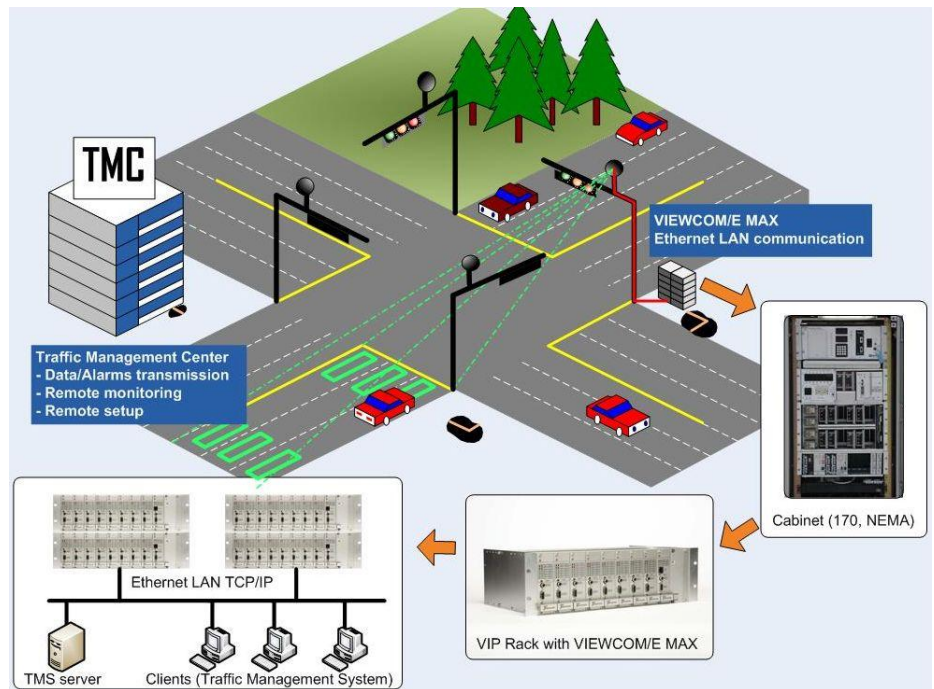 TMC
VIEWCOM/E MAX
Ethernet LAN communication
Traffic Management Center
- Data/Alarms transmission
- Remote monitoring
- Remote setup
Cabinet (170, NEMA)
Ethernet LAN TCP/IP
VIP Rack with VIEWCOM/E MAX
TMS server
Clients (Traffic Management System)